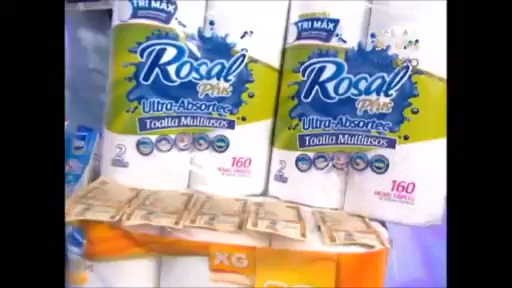 TRI MÁX
Rosal
Plus
Ultra-Absortec
Toalla Multiusos
2
160
TRI MÁX
Rosal
Plus
Ultra-Absortec
Toalla Multiusos
2
160
XG